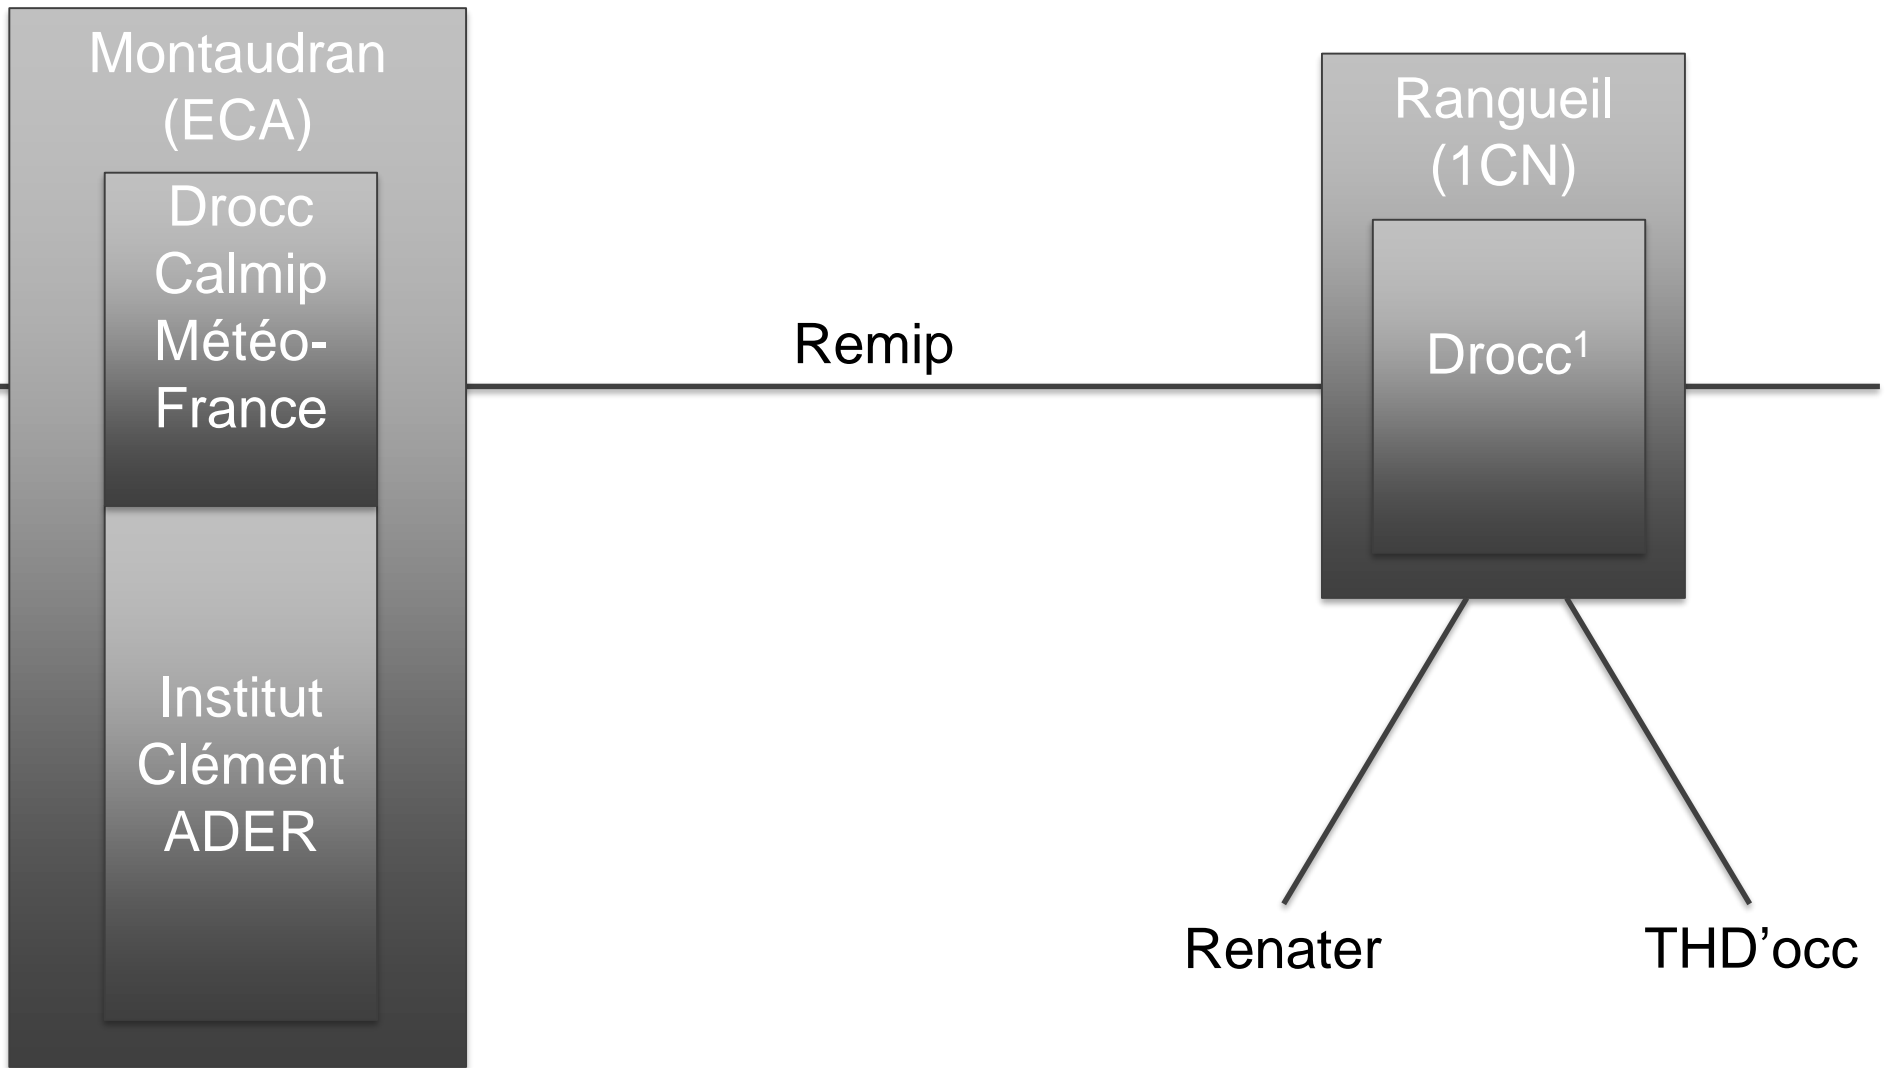 Montaudran
(ECA)
Drocc
Calmip
Météo-
France
Institut
Clément
ADER
Remip
Rangueil
(1CN)
Drocc¹
Renater
THD’occ